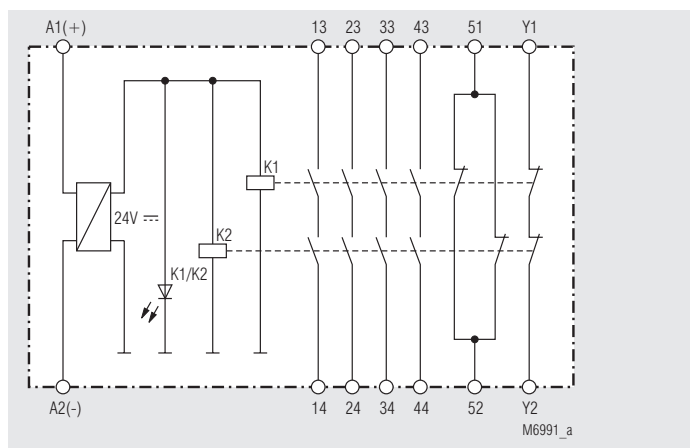 A1(+) 13 23 33 43 51 Y1
K1
24V
K2
K1/K2
A2(-) 14 24 34 44 52 Y2
M6991_a